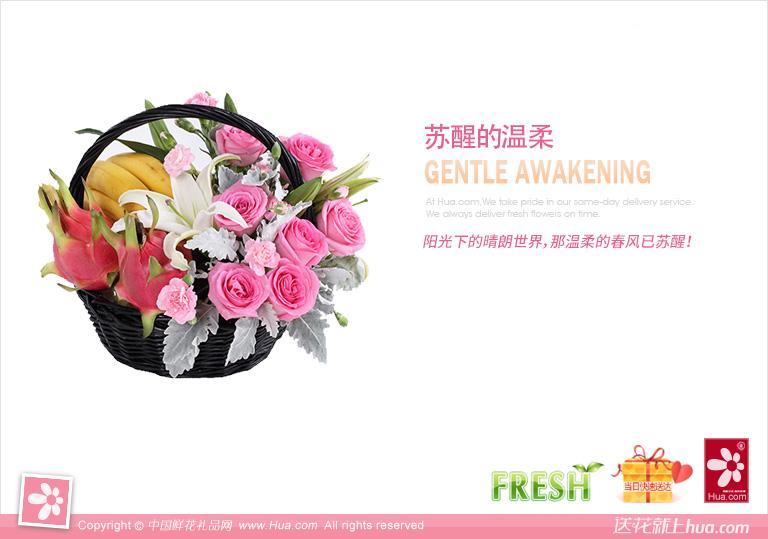 苏醒的温柔
GENTLE AWAKENING
At Hua.com,We take pride in our same-day delivery service.
We always deliver fresh flowers on time.
阳光下的晴朗世界,那温柔的春风已苏醒!
FRESH
当日快速送达
Hua.com
Copyright © 中国鲜花礼品网 www.Hua.com All rights reserved
送花就上hua.com